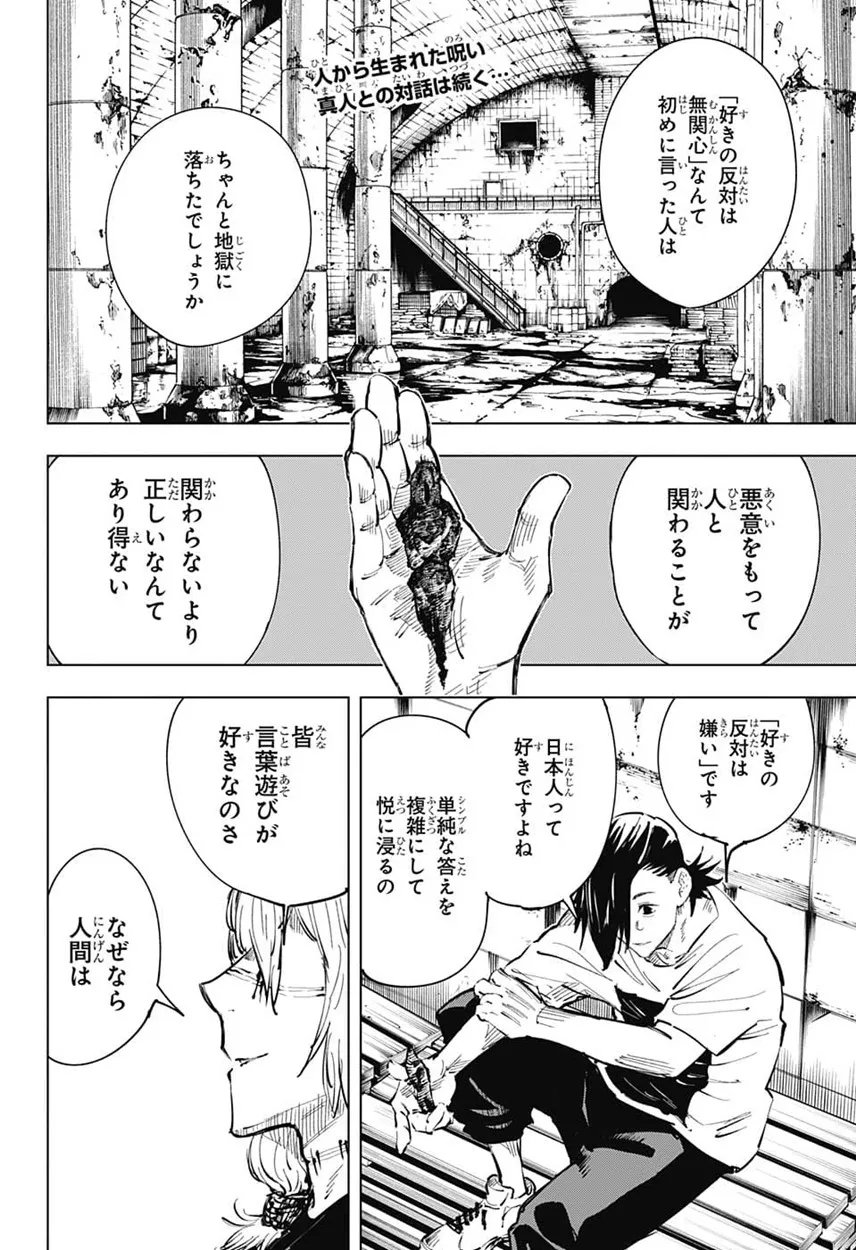 人から生まれた呪い
真人との対話は続く…
「好きの反対は
無関心」なんて
初めに言った人は
ちゃんと地獄に
落ちたでしょうか
悪意をもって
人と
関わることが
関わらないより
正しいなんて
あり得ない
「好きの
反対は
嫌い」です
日本人って
好きですよね
単純な答えを
複雑にして
悦に浸るの
皆
言葉遊びが
好きなのさ
なぜなら
人間は